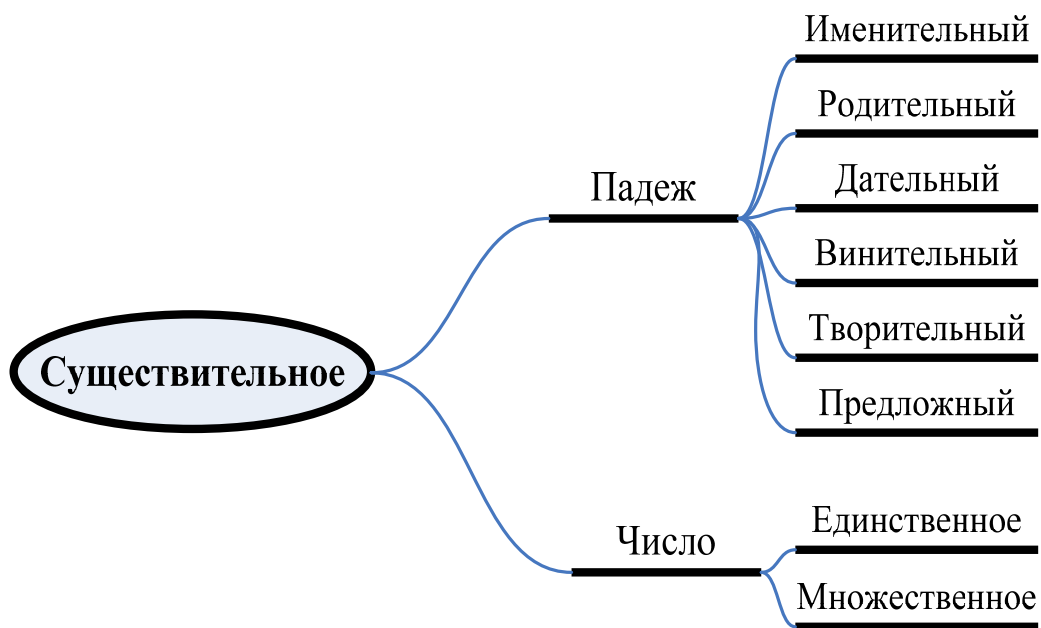 Существительное
Падеж
Именительный
Родительный
Дательный
Винительный
Творительный
Предложный
Число
Единственное
Множественное